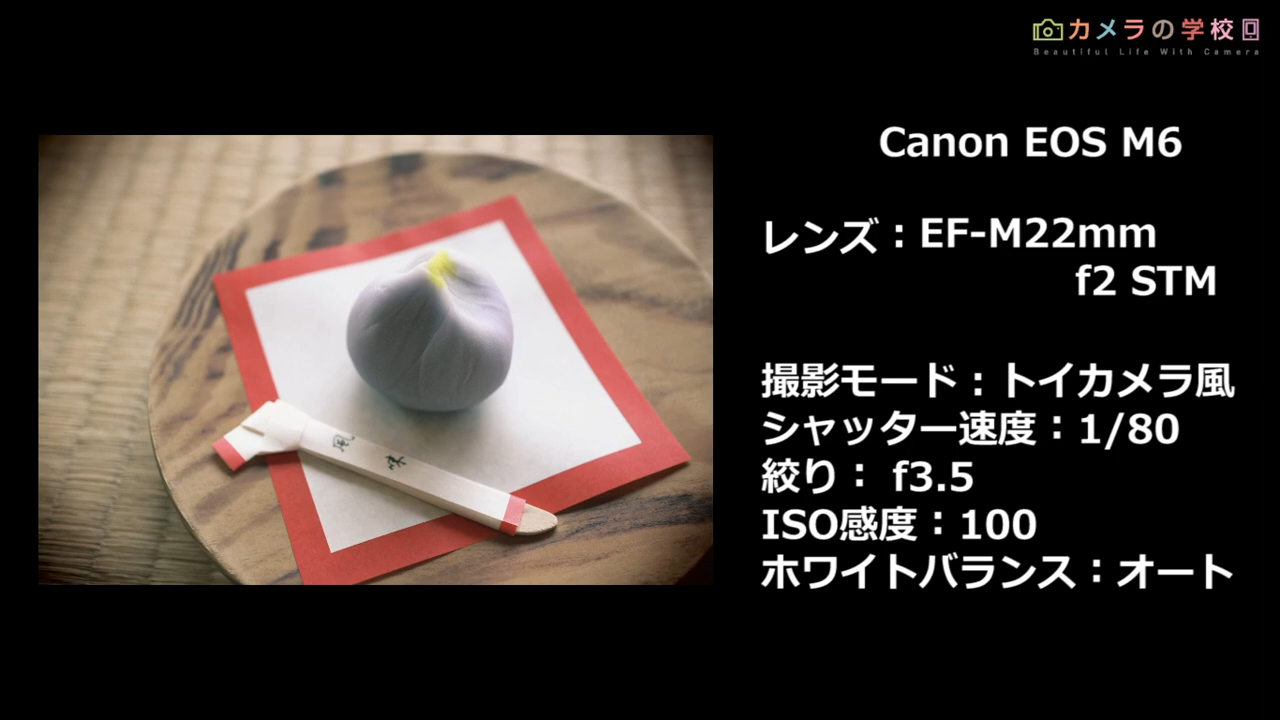 カメラの学校
Beautiful Life With Camera
Canon EOS M6
レンズ：EF-M22mm
f2 STM
撮影モード：トイカメラ風
シャッター速度：1/80
絞り： f3.5
ISO感度：100
ホワイトバランス：オート
風味